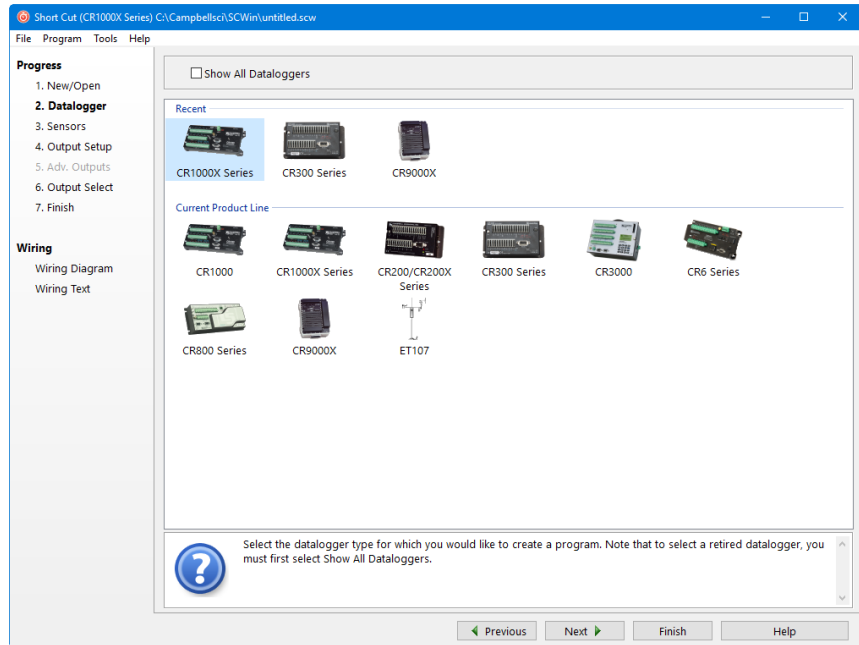 Short Cut (CR1000X Series) C:\Campbellsci\SCWin\untitled.scw
File Program Tools Help
Progress
1. New/Open
2. Datalogger
3. Sensors
4. Output Setup
5. Adv. Outputs
6. Output Select
7. Finish
Wiring
Wiring Diagram
Wiring Text
Show All Dataloggers
Recent
CR1000X Series CR300 Series CR9000X
Current Product Line
CR1000 CR1000X Series CR200/CR200X Series CR300 Series CR3000 CR6 Series
CR800 Series CR9000X ET107
Select the datalogger type for which you would like to create a program. Note that to select a retired datalogger, you
must first select Show All Dataloggers.
Previous Next Finish Help